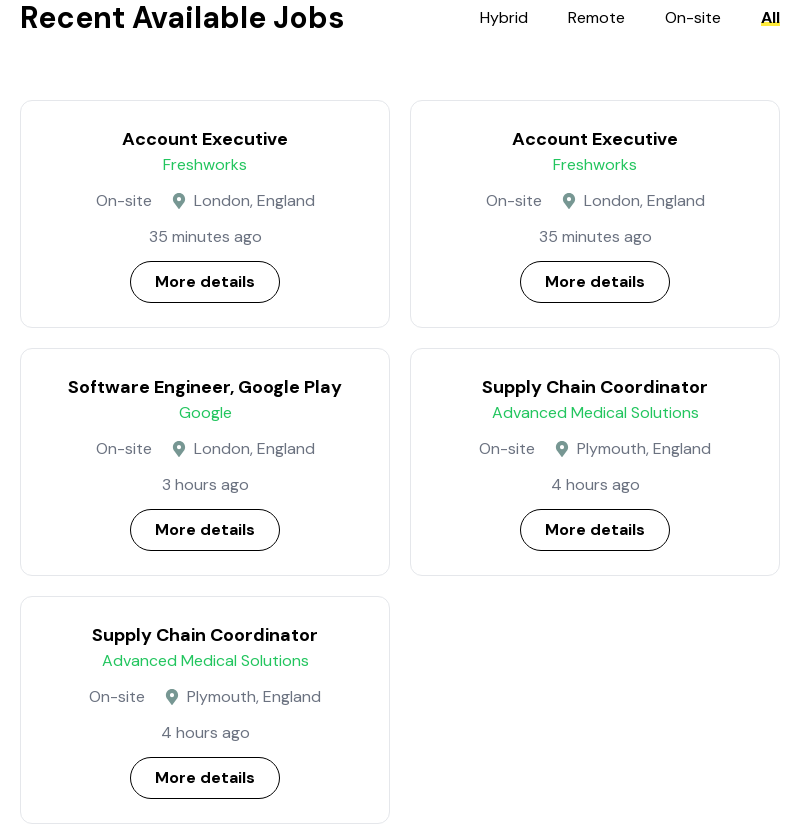 Recent Available Jobs
Hybrid Remote On-site All
Account Executive
Freshworks
On-site London, England
35 minutes ago
More details
Account Executive
Freshworks
On-site London, England
35 minutes ago
More details
Software Engineer, Google Play
Google
On-site London, England
3 hours ago
More details
Supply Chain Coordinator
Advanced Medical Solutions
On-site Plymouth, England
4 hours ago
More details
Supply Chain Coordinator
Advanced Medical Solutions
On-site Plymouth, England
4 hours ago
More details